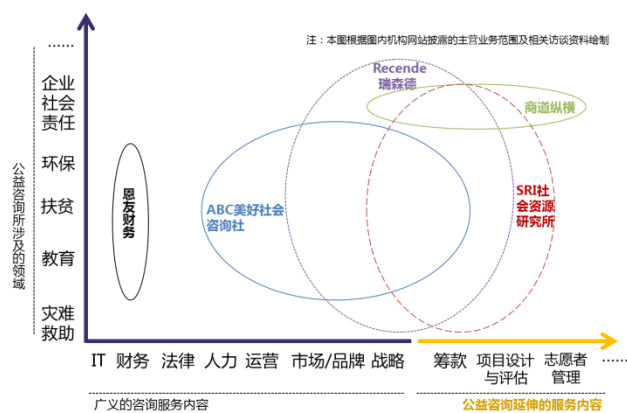 注：本图根据图内机构网站披露的主营业务范围及相关访谈资料绘制
……
企业
社会
责任
环保
扶贫
教育
灾难
救助
公益咨询所涉及的领域
恩友财务
ABC美好社会
咨询社
Recende
瑞森德
商道纵横
SRI社
会资源
研究所
IT 财务 法律 人力 运营 市场/品牌 战略 筹款 项目设计 志愿者 ……
与评估 管理
广义的咨询服务内容
公益咨询延伸的服务内容